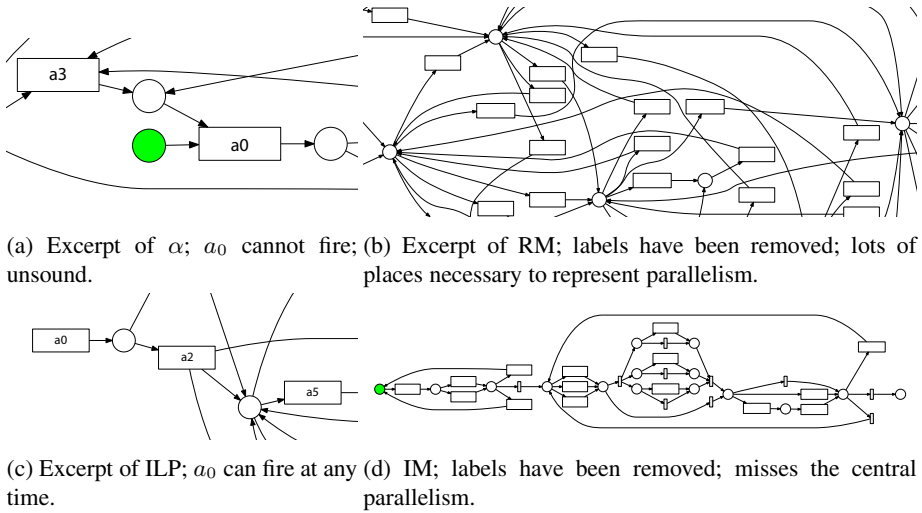 a3
a0
(a) Excerpt of α; a0 cannot fire;
unsound.
(b) Excerpt of RM; labels have been removed; lots of
places necessary to represent parallelism.
a0
a2
a5
(c) Excerpt of ILP; a0 can fire at any
time.
(d) IM; labels have been removed; misses the central
parallelism.